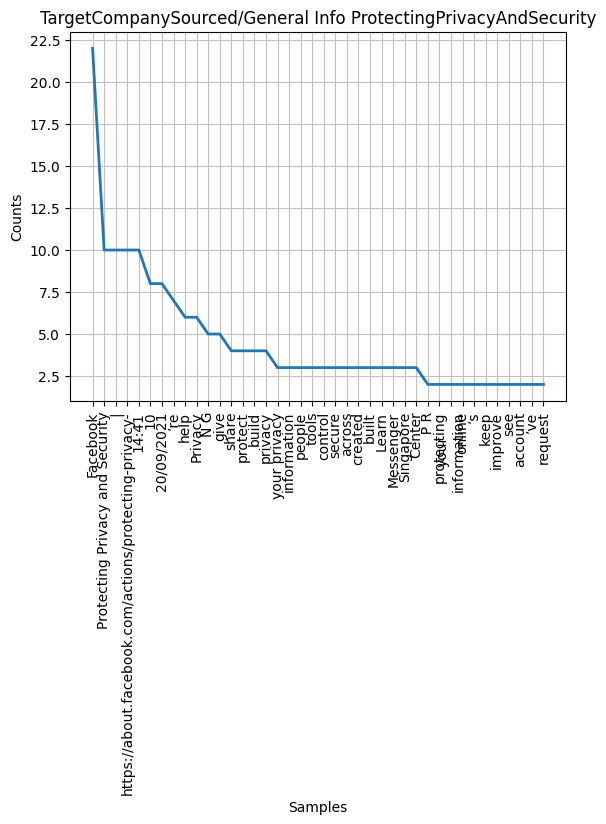 TargetCompanySourced/General Info ProtectingPrivacyAndSecurity
Counts
22.5
20.0
17.5
15.0
12.5
10.0
7.5
5.0
2.5
Facebook
Protecting Privacy and Security
|
https://about.facebook.com/actions/protecting-privacy-
14:41
10
20/09/2021
’re
help
Privacy
N G
give
share
protect
build
privacy
your privacy
information
people
tools
control
secure
across
created
built
Learn
Messenger
Singapore
Center
P R
protecting
your
information
online
’s
keep
improve
see
account
’ve
request
Samples